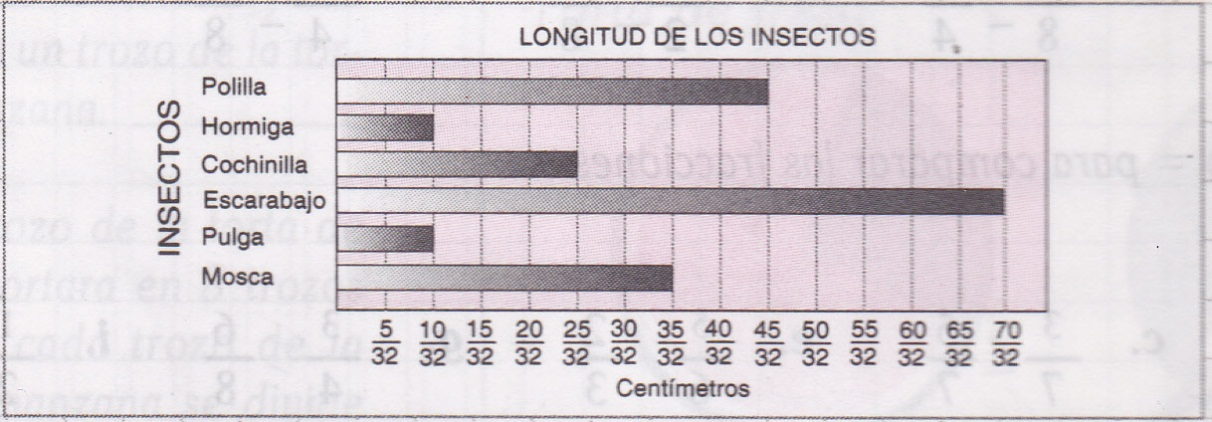 LONGITUD DE LOS INSECTOS
INSECTOS
Polilla
Hormiga
Cochinilla
Escarabajo
Pulga
Mosca
5/32 10/32 15/32 20/32 25/32 30/32 35/32 40/32 45/32 50/32 55/32 60/32 65/32 70/32
Centímetros